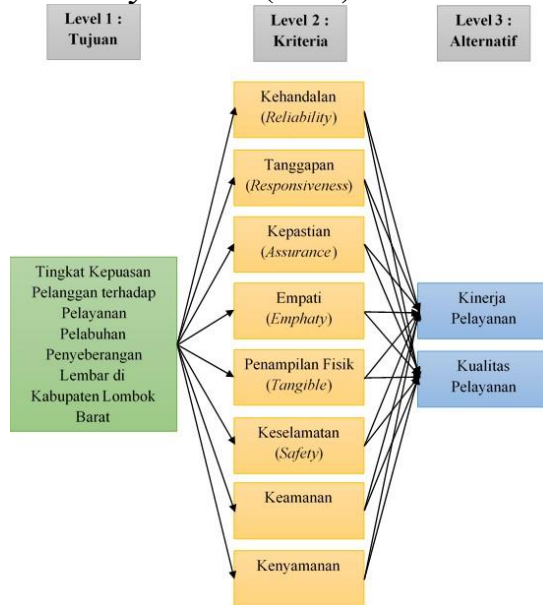 Level 1 :
Tujuan
Level 2 :
Kriteria
Level 3 :
Alternatif
Tingkat Kepuasan
Pelanggan terhadap
Pelayanan
Pelabuhan
Penyeberangan
Lembar di
Kabupaten Lombok
Barat
Kehandalan
(Reliability)
Tanggapan
(Responsiveness)
Kepastian
(Assurance)
Empati
(Emphaty)
Penampilan Fisik
(Tangible)
Keselamatan
(Safety)
Keamanan
Kenyamanan
Kinerja
Pelayanan
Kualitas
Pelayanan